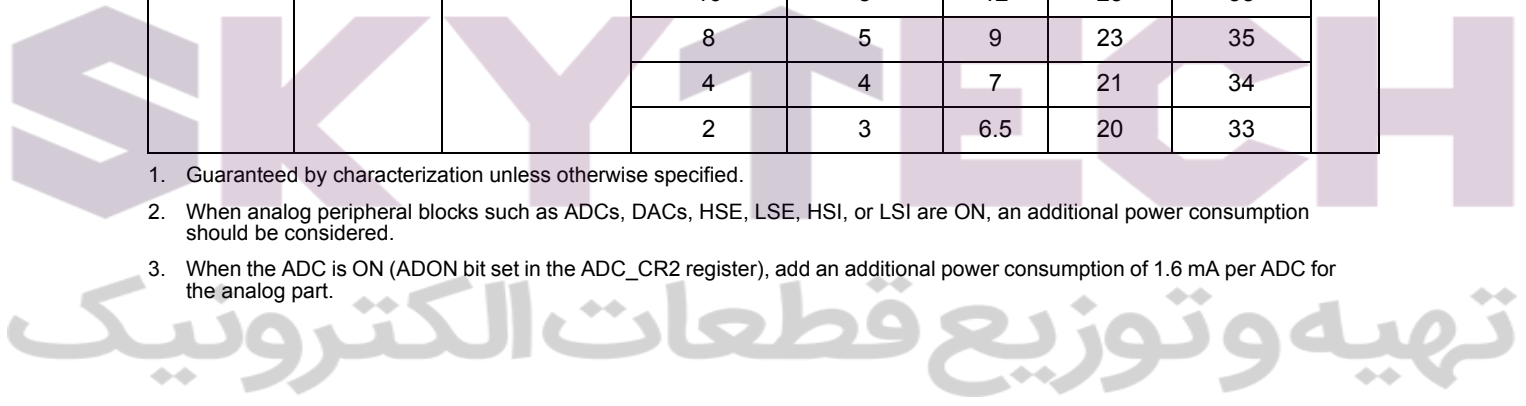 8 5 9 23 35
4 4 7 21 34
2 3 6.5 20 33
1. Guaranteed by characterization unless otherwise specified.
2. When analog peripheral blocks such as ADCs, DACs, HSE, LSE, HSI, or LSI are ON, an additional power consumption
should be considered.
3. When the ADC is ON (ADON bit set in the ADC_CR2 register), add an additional power consumption of 1.6 mA per ADC for
the analog part.
SKYTECH
تهیه و توزیع قطعات الکترونیک